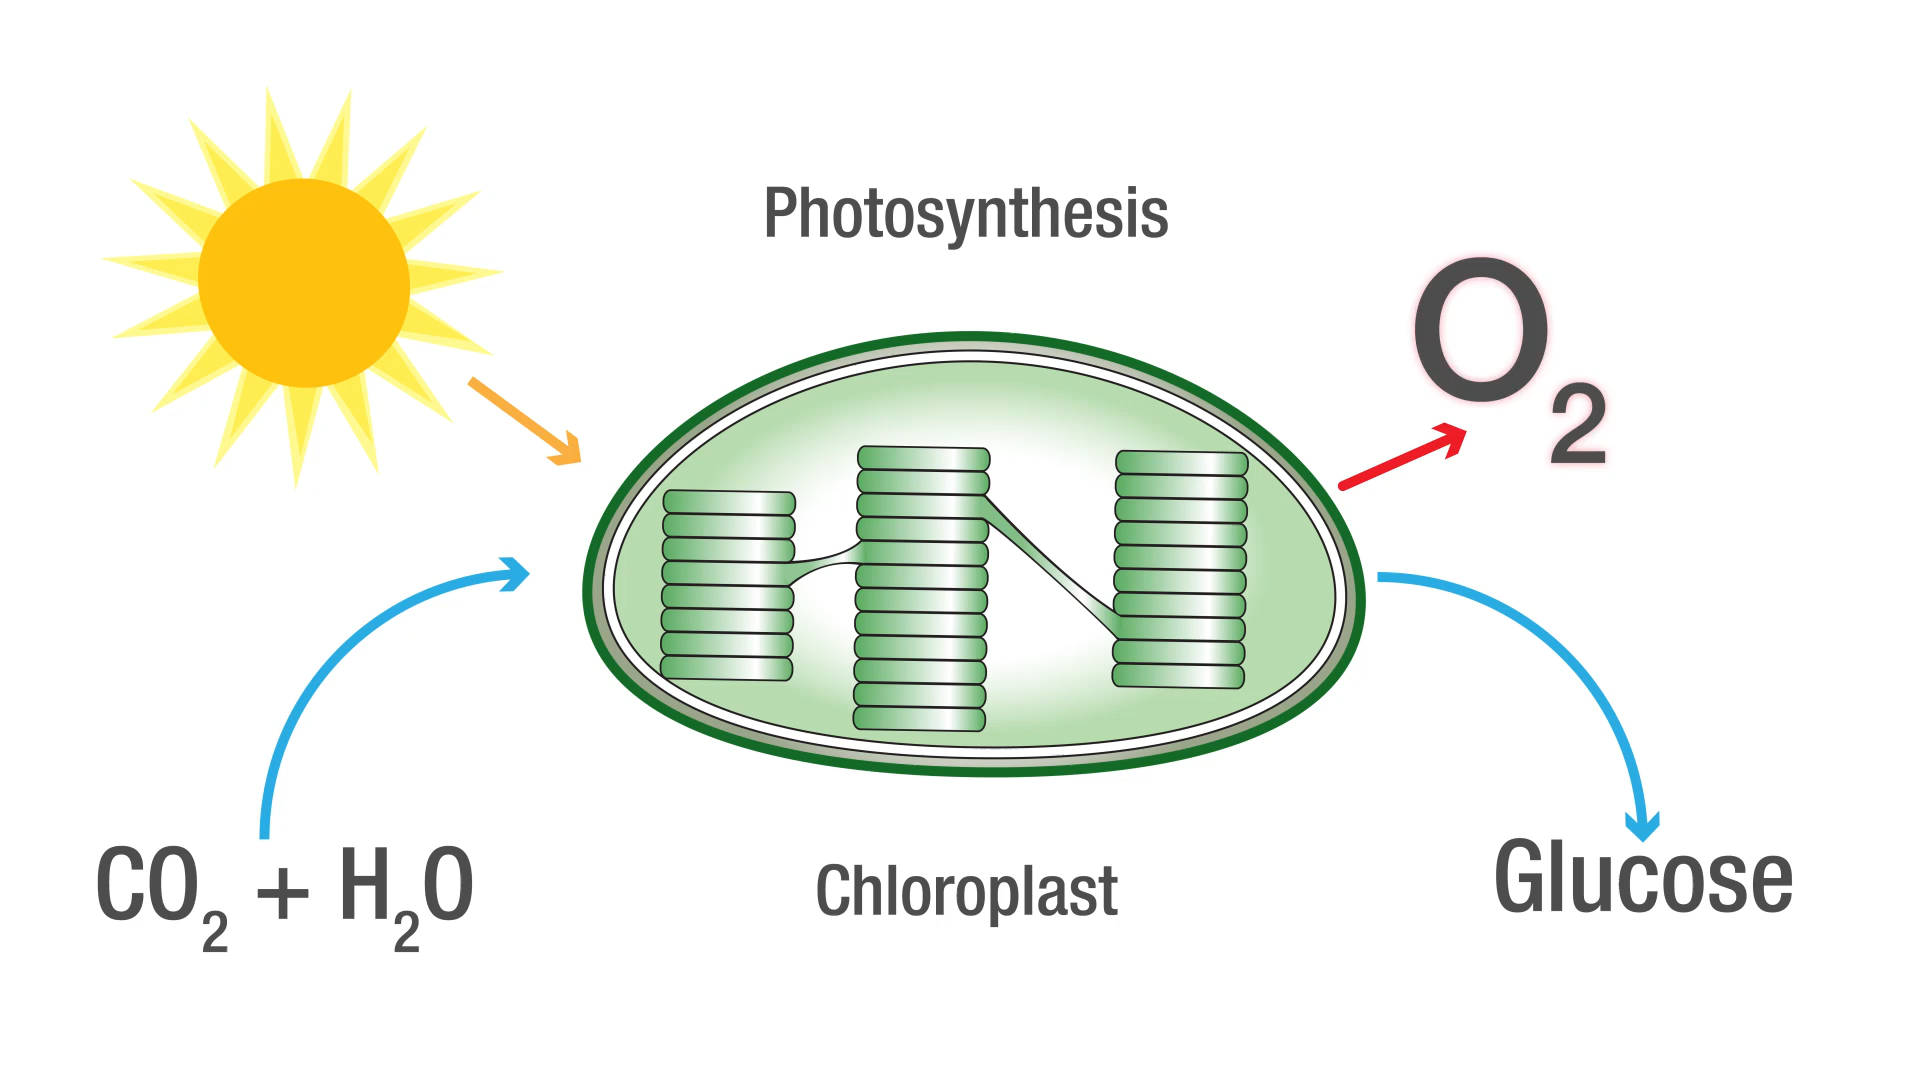 Photosynthesis
O₂
CO₂ + H₂O
Chloroplast
Glucose